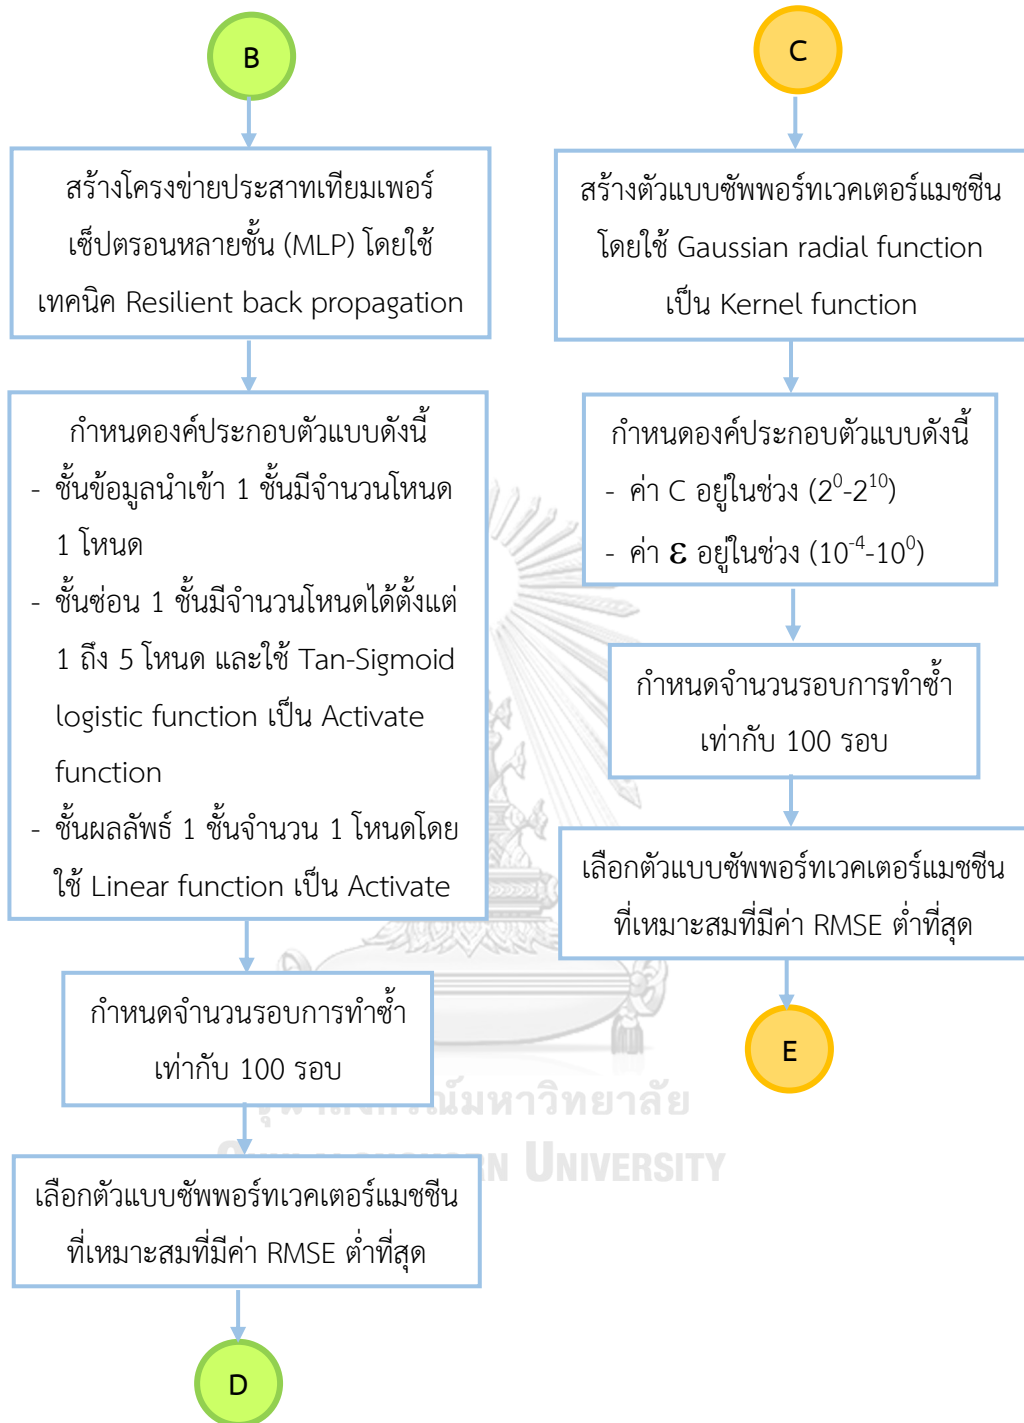 B
สร้างโครงข่ายประสาทเทียมเพอร์
เซ็ปตรอนหลายชั้น (MLP) โดยใช้
เทคนิค Resilient back propagation
กำหนดองค์ประกอบตัวแบบดังนี้
- ชั้นข้อมูลนำเข้า 1 ชั้นมีจำนวนโหนด
1 โหนด
- ชั้นซ่อน 1 ชั้นมีจำนวนโหนดได้ตั้งแต่
1 ถึง 5 โหนด และใช้ Tan-Sigmoid
logistic function เป็น Activate
function
- ชั้นผลลัพธ์ 1 ชั้นจำนวน 1 โหนดโดย
ใช้ Linear function เป็น Activate
กำหนดจำนวนรอบการทำซ้ำ
เท่ากับ 100 รอบ
เลือกตัวแบบซัพพอร์ทเวคเตอร์แมชชีน
ที่เหมาะสมที่มีค่า RMSE ต่ำที่สุด
D
C
สร้างตัวแบบซัพพอร์ทเวคเตอร์แมชชีน
โดยใช้ Gaussian radial function
เป็น Kernel function
กำหนดองค์ประกอบตัวแบบดังนี้
- ค่า C อยู่ในช่วง (2⁰-2¹⁰)
- ค่า ε อยู่ในช่วง (10⁻⁴-10⁰)
กำหนดจำนวนรอบการทำซ้ำ
เท่ากับ 100 รอบ
เลือกตัวแบบซัพพอร์ทเวคเตอร์แมชชีน
ที่เหมาะสมที่มีค่า RMSE ต่ำที่สุด
E
มหาวิทยาลัย
UNIVERSITY